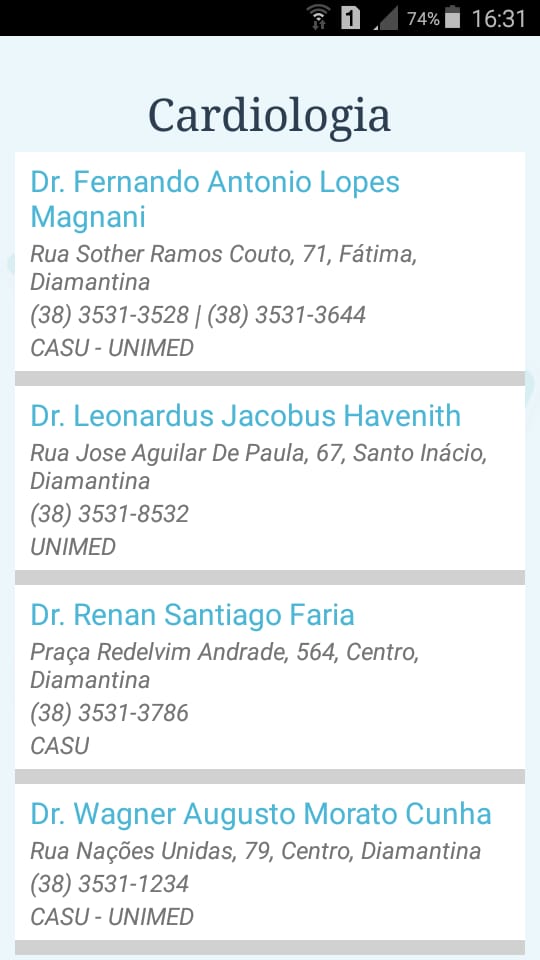 1 74% 16:31
Cardiologia
Dr. Fernando Antonio Lopes
Magnani
Rua Sother Ramos Couto, 71, Fátima,
Diamantina
(38) 3531-3528 | (38) 3531-3644
CASU - UNIMED
Dr. Leonardus Jacobus Havenith
Rua Jose Aguilar De Paula, 67, Santo Inácio,
Diamantina
(38) 3531-8532
UNIMED
Dr. Renan Santiago Faria
Praça Redelvim Andrade, 564, Centro,
Diamantina
(38) 3531-3786
CASU
Dr. Wagner Augusto Morato Cunha
Rua Nações Unidas, 79, Centro, Diamantina
(38) 3531-1234
CASU - UNIMED